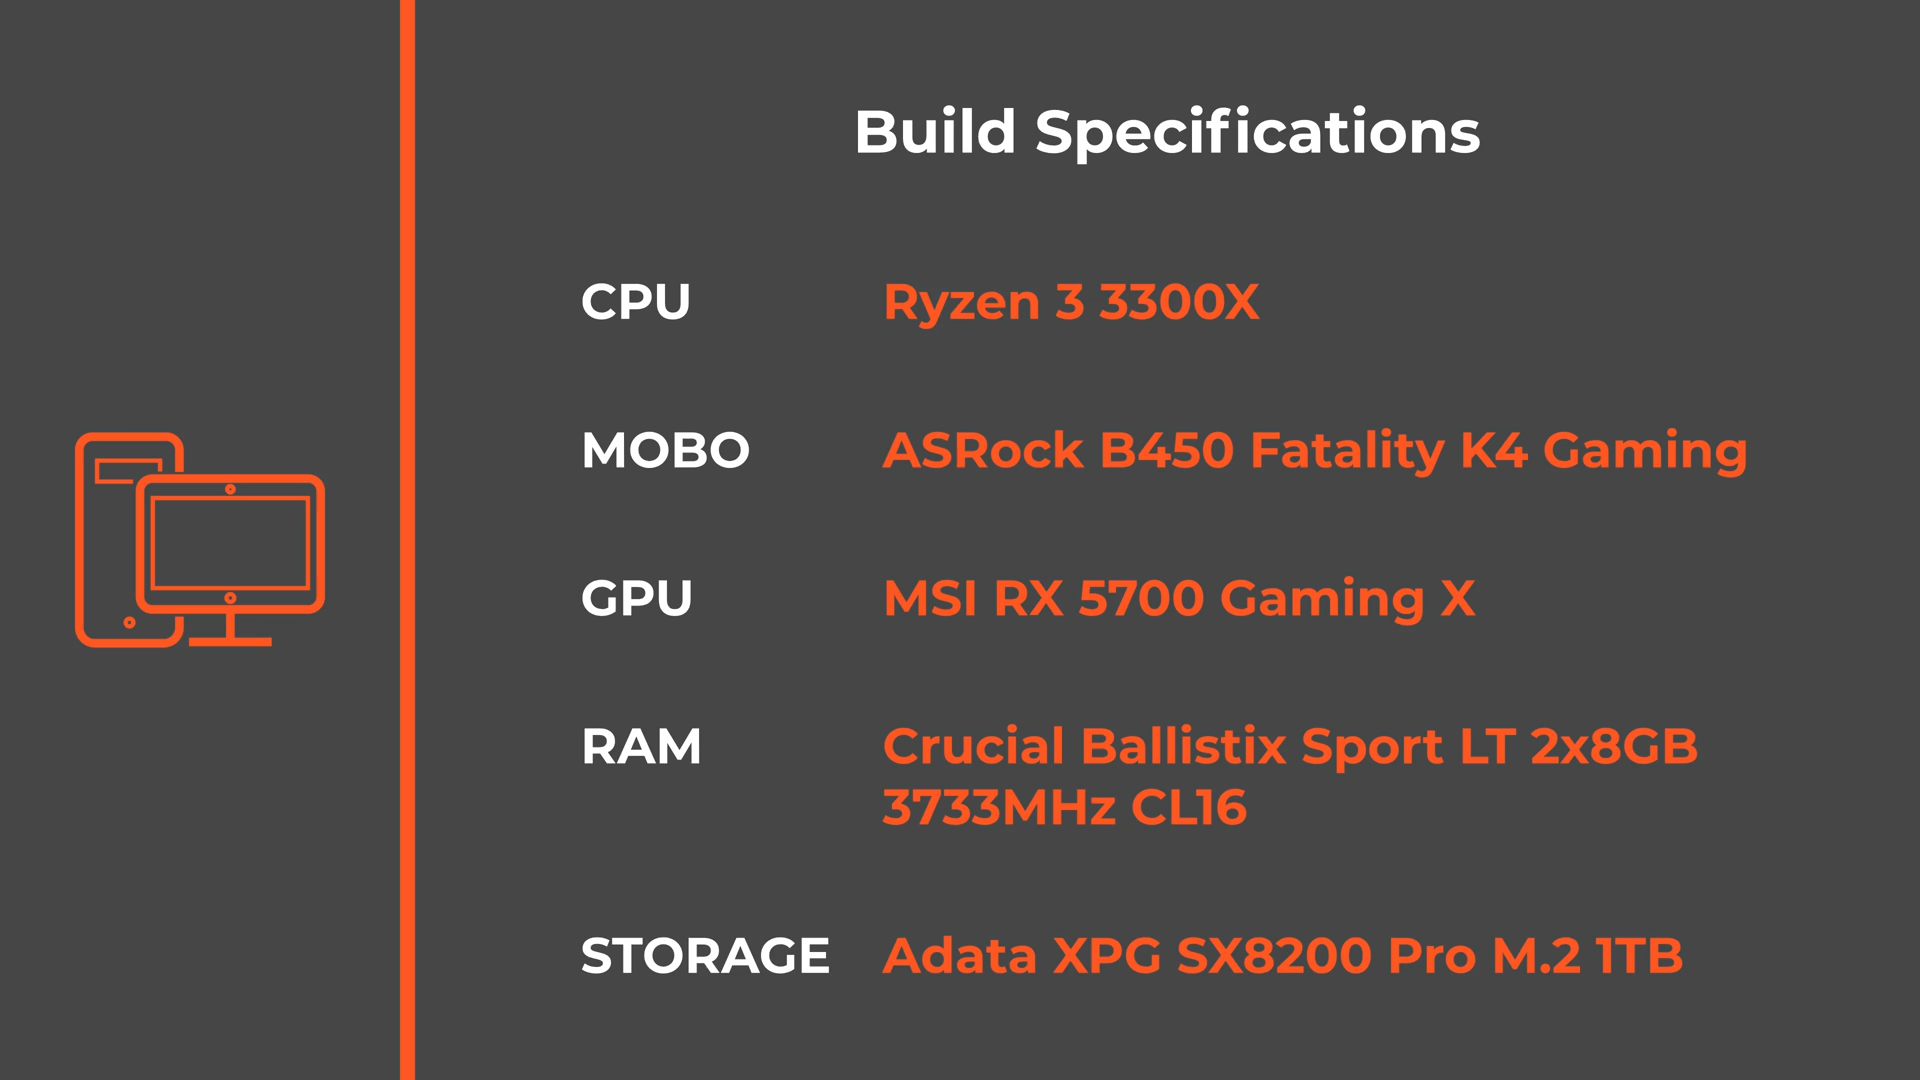 Build Specifications
CPU Ryzen 3 3300X
MOBO ASRock B450 Fatality K4 Gaming
GPU MSI RX 5700 Gaming X
RAM Crucial Ballistix Sport LT 2x8GB
3733MHz CL16
STORAGE Adata XPG SX8200 Pro M.2 1TB